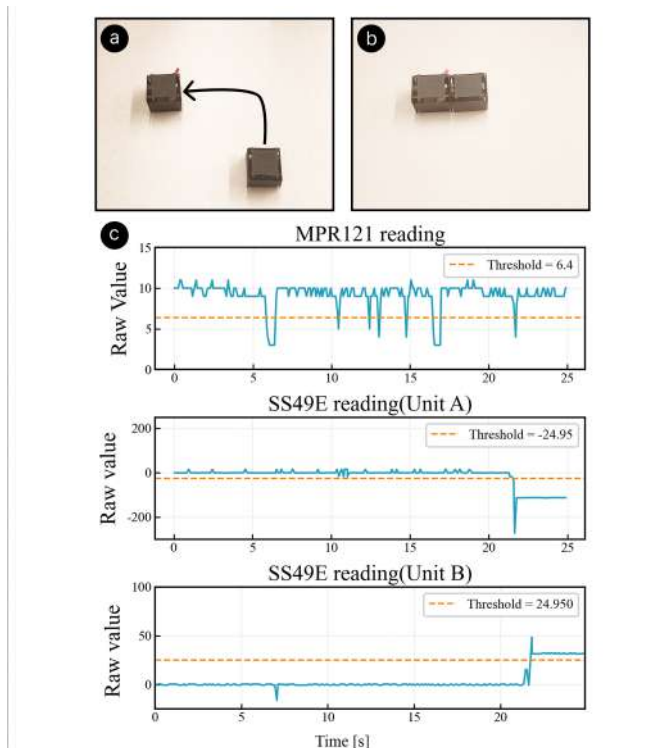 a
b
c
MPR121 reading
Raw Value
15
10
5
0
Threshold = 6.4
0 5 10 15 20 25
SS49E reading(Unit A)
Raw value
200
0
-200
Threshold = -24.95
0 5 10 15 20 25
SS49E reading(Unit B)
Raw value
100
50
0
Threshold = 24.950
0 5 10 15 20
Time [s]